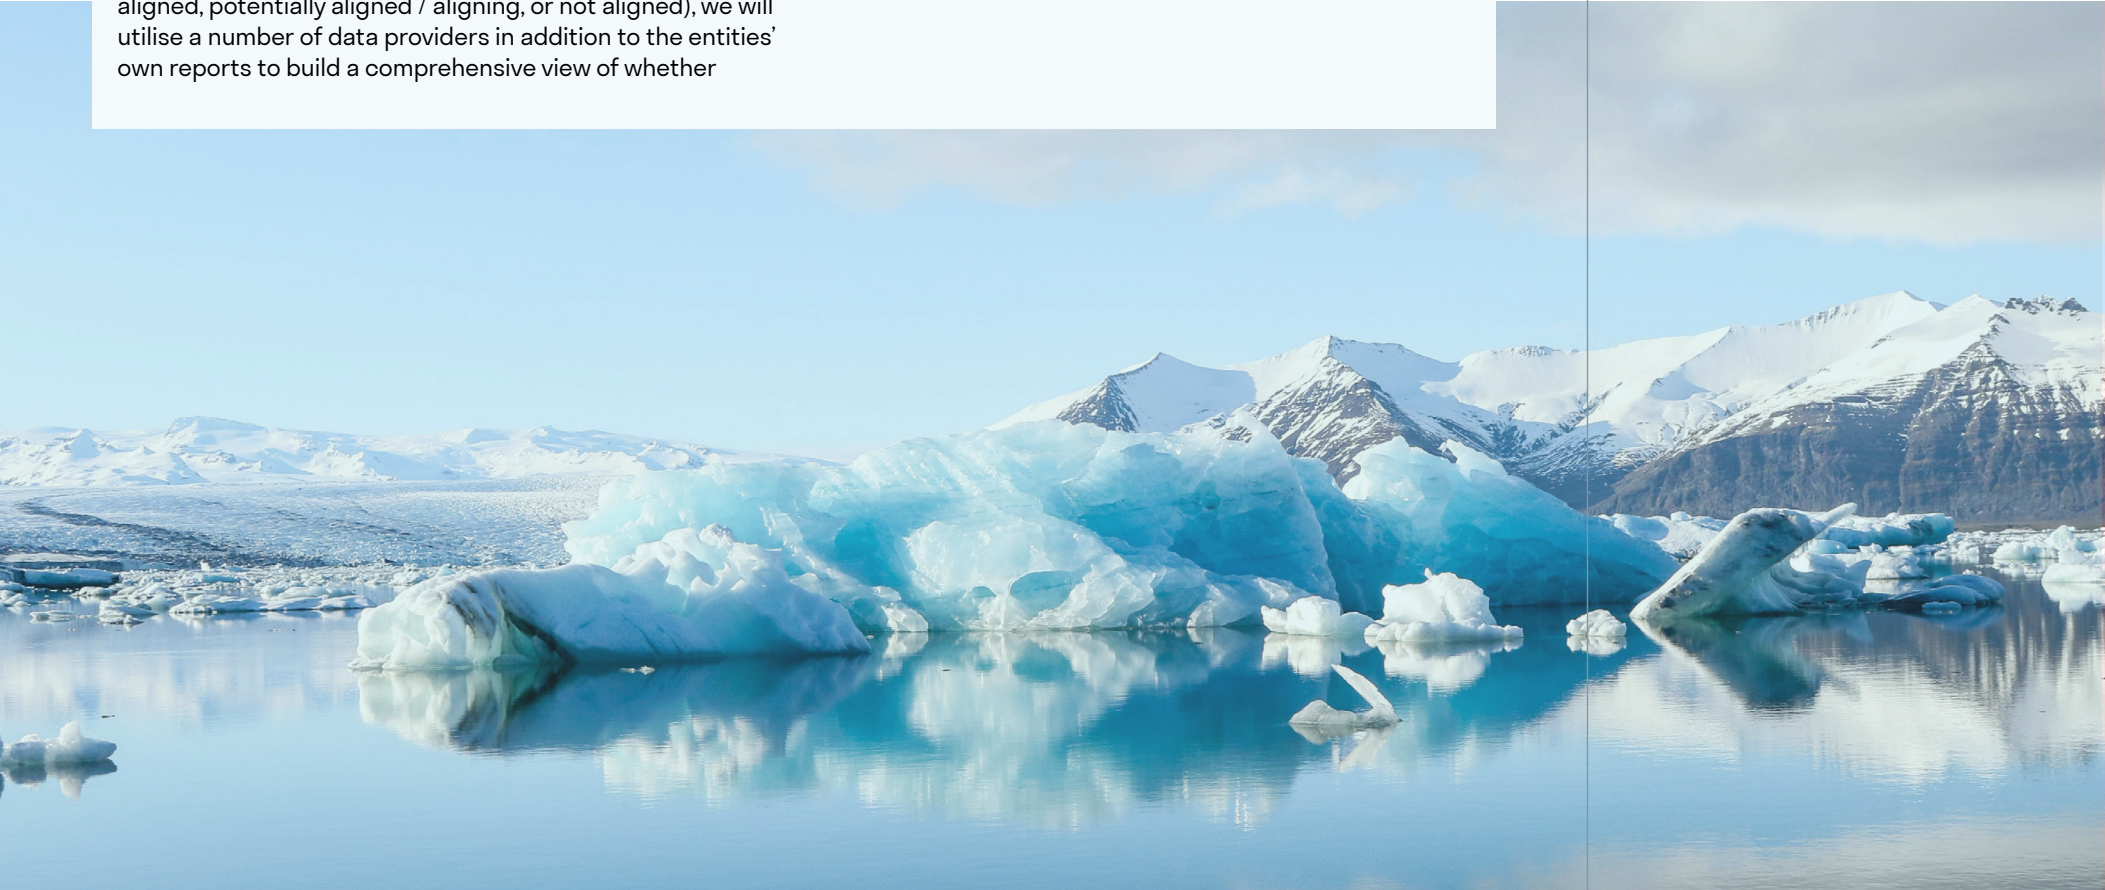 aligned, potentially aligned / aligning, or not aligned), we will
utilise a number of data providers in addition to the entities’
own reports to build a comprehensive view of whether